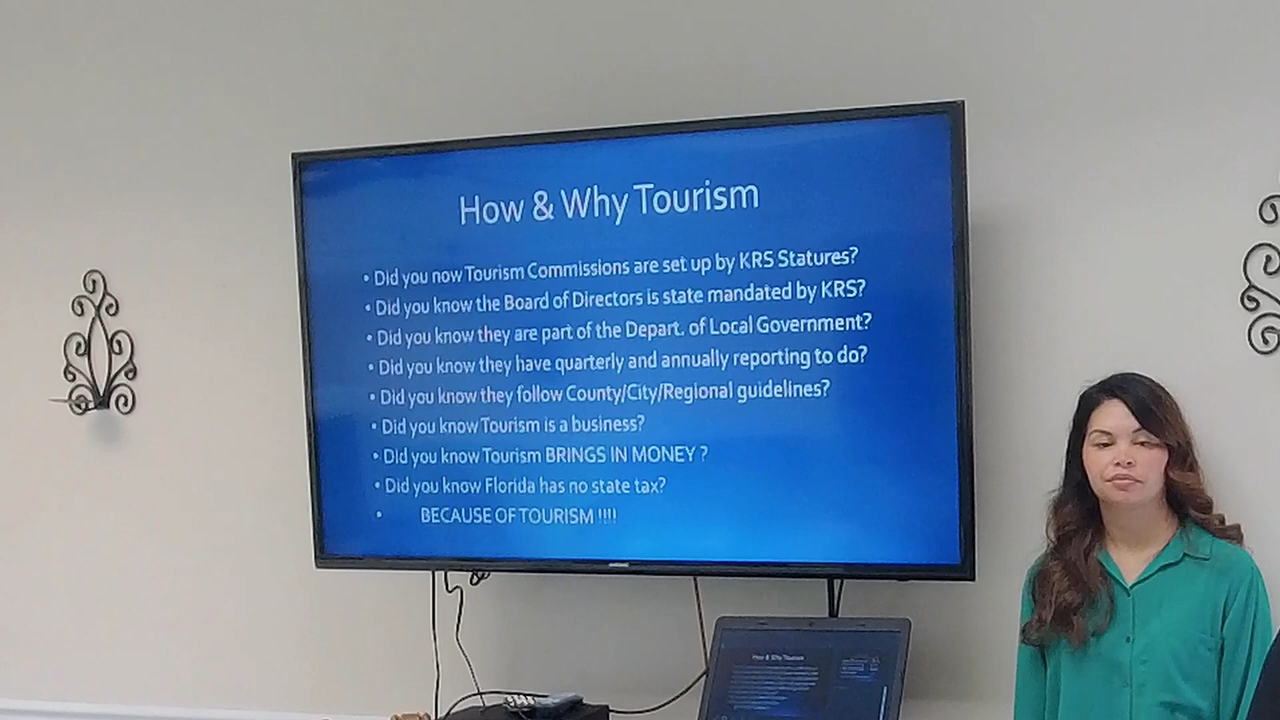 How & Why Tourism
• Did you now Tourism Commissions are set up by KRS Statures?
• Did you know the Board of Directors is state mandated by KRS?
• Did you know they are part of the Depart. of Local Government?
• Did you know they have quarterly and annually reporting to do?
• Did you know they follow County/City/Regional guidelines?
• Did you know Tourism is a business?
• Did you know Tourism BRINGS IN MONEY ?
• Did you know Florida has no state tax?
• BECAUSE OF TOURISM !!!!
How & Why Tourism